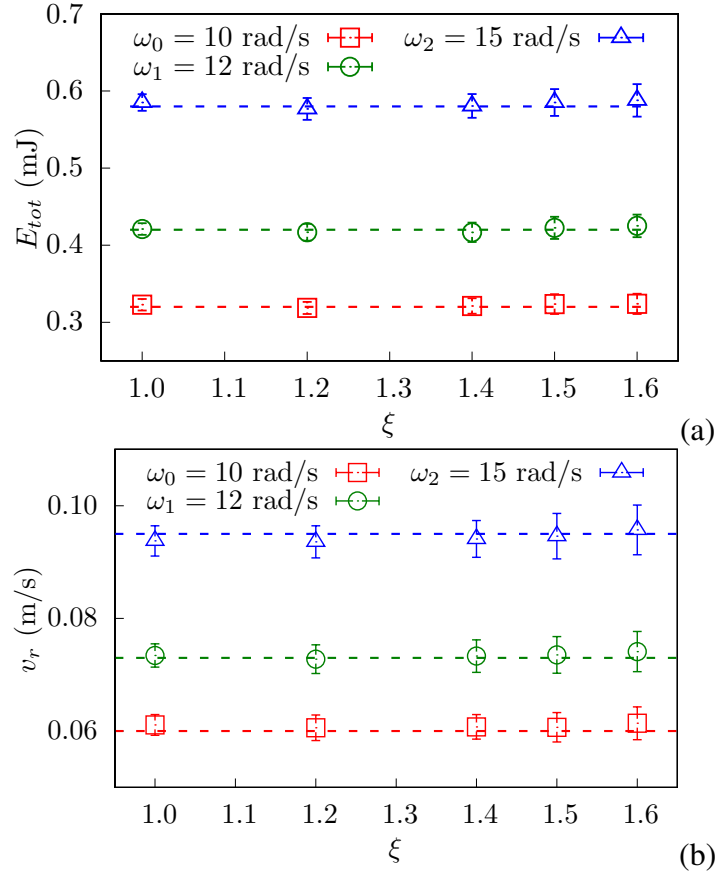 0.7
ω₀ = 10 rad/s ω₂ = 15 rad/s
ω₁ = 12 rad/s
0.6
0.5
0.4
0.3
E_tot (mJ)
1.0 1.1 1.2 1.3 1.4 1.5 1.6
ξ
(a)
ω₀ = 10 rad/s ω₂ = 15 rad/s
ω₁ = 12 rad/s
0.10
0.08
0.06
v_r (m/s)
1.0 1.1 1.2 1.3 1.4 1.5 1.6
ξ
(b)